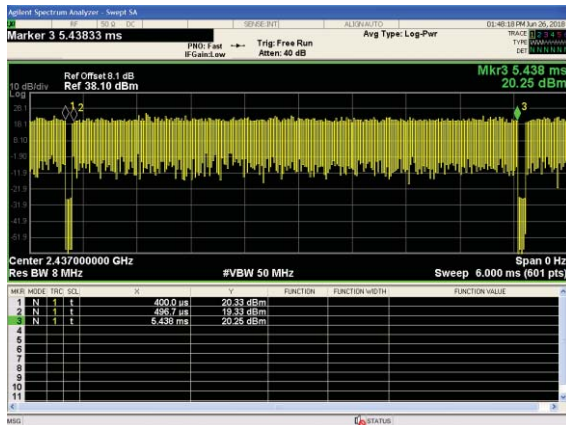 Agilent Spectrum Analyzer - Swept SA
RF 50 Ω DC SENSE:INT ALIGN AUTO 01:48:18 PM Jun 26, 2018
Marker 3 5.43833 ms
PNO: Fast
IFGain:Low
Trig: Free Run
Atten: 40 dB
Avg Type: Log-Pwr
TRACE 1 2 3 4 5
TYPE
DET N N N N N
Mkr3 5.438 ms
20.25 dBm
Ref Offset 8.1 dB
10 dB/div Ref 38.10 dBm
Log
1 2 3
28.1
18.1
8.10
-1.90
-11.9
-21.9
-31.9
-41.9
-51.9
Center 2.437000000 GHz Span 0 Hz
Res BW 8 MHz #VBW 50 MHz Sweep 6.000 ms (601 pts)
MKR MODE TRC SCL X Y FUNCTION FUNCTION WIDTH FUNCTION VALUE
1 N 1 t 400.0 µs 20.33 dBm
2 N 1 t 496.7 µs 19.33 dBm
3 N 1 t 5.438 ms 20.25 dBm
4
5
6
7
8
9
10
11
MSG STATUS